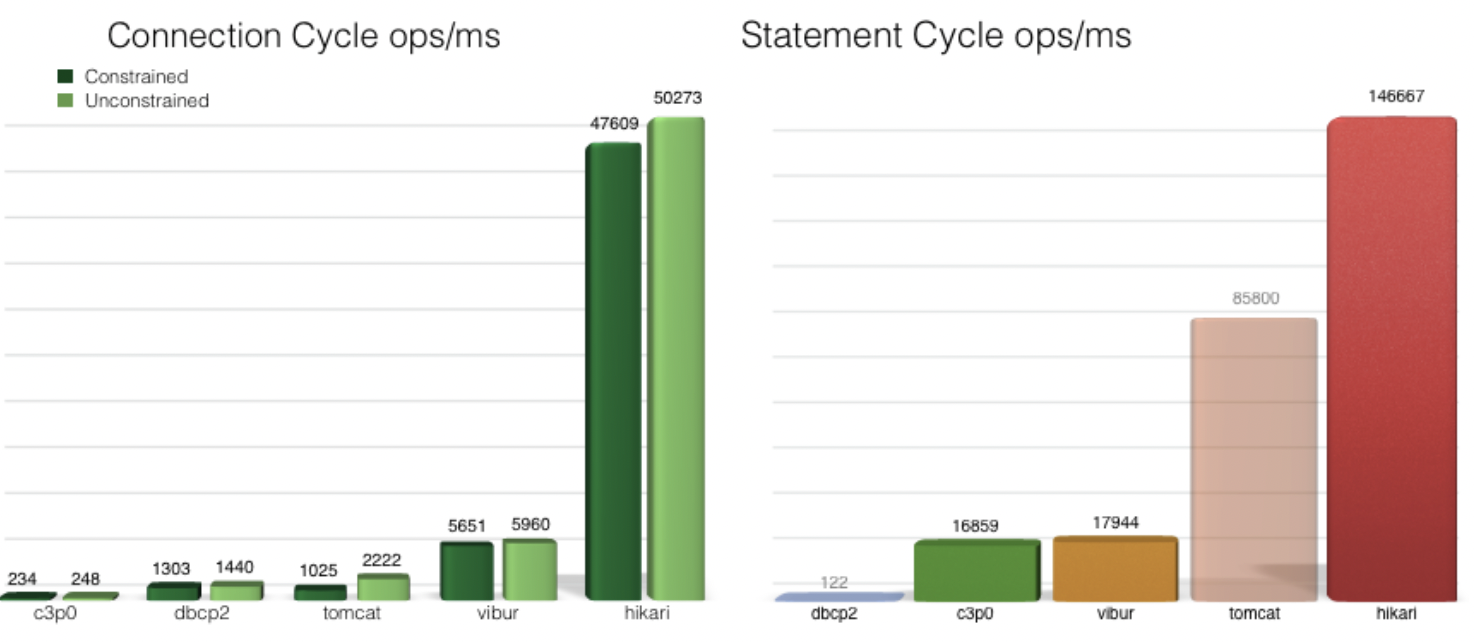 Connection Cycle ops/ms
Constrained
Unconstrained
47609
50273
5651
5960
1303
1440
1025
2222
234
248
c3p0
dbcp2
tomcat
vibur
hikari
Statement Cycle ops/ms
146667
85800
16859
17944
122
dbcp2
c3p0
vibur
tomcat
hikari